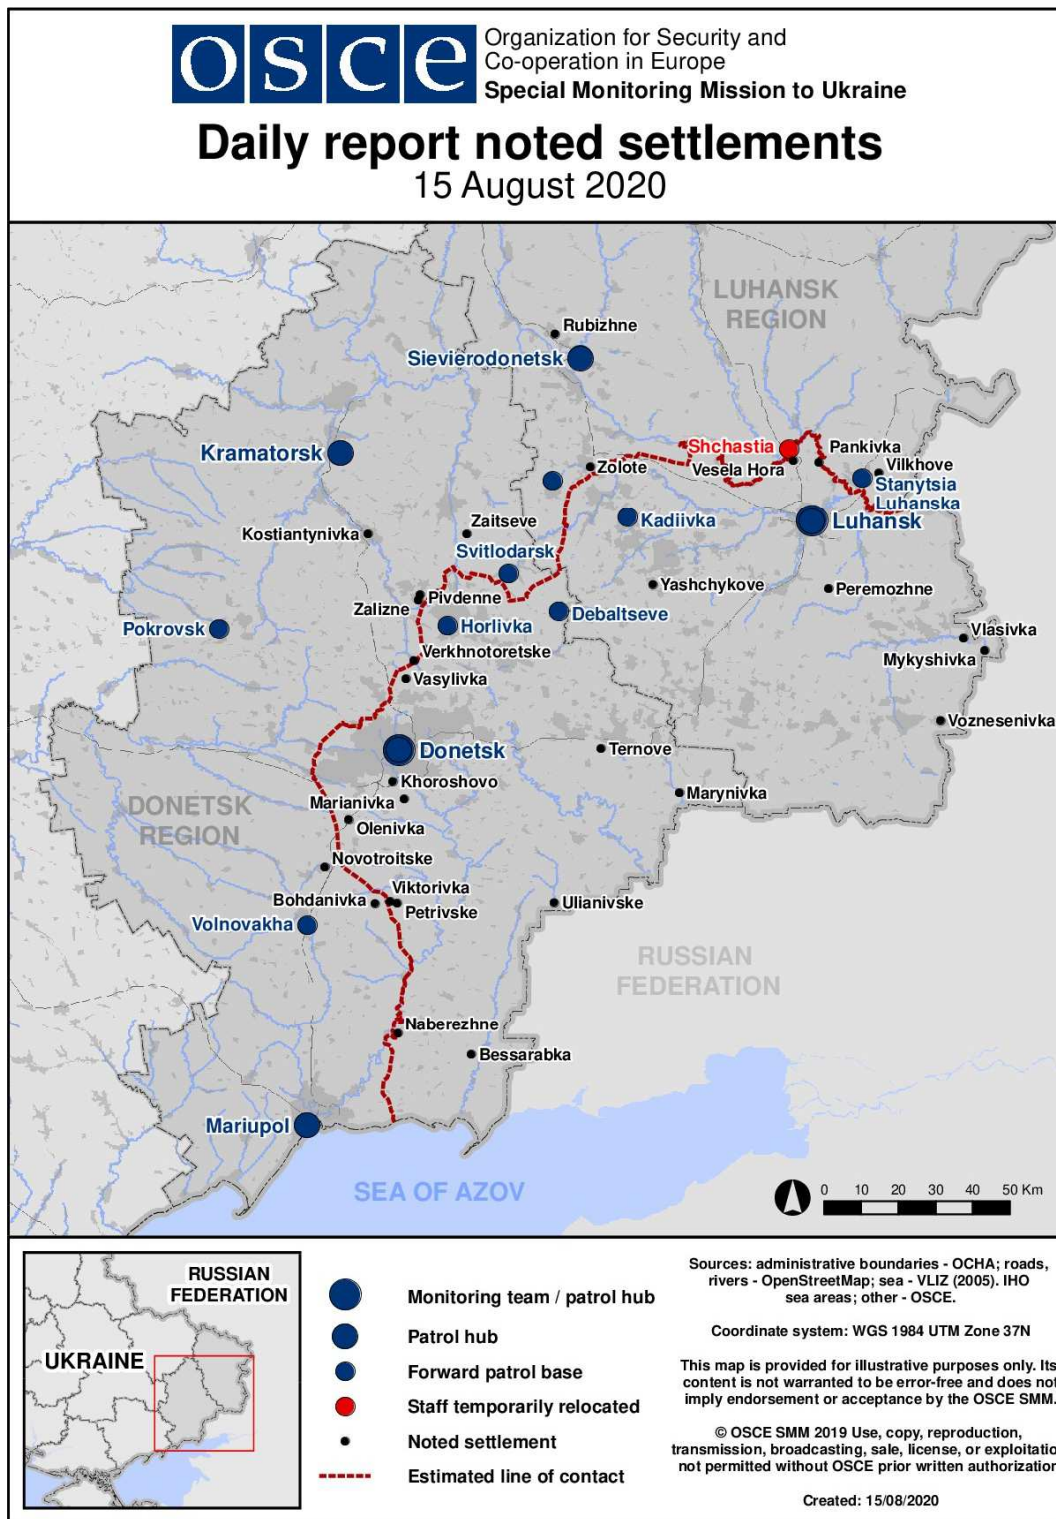 osce
Organization for Security and
Co-operation in Europe
Special Monitoring Mission to Ukraine
Daily report noted settlements
15 August 2020
LUHANSK
REGION
Rubizhne
Sievierodonetsk
Kramatorsk
Shchastia
Pankivka
Zolote
Vesela Hora
Vilkhove
Stanytsia
Luhanska
Kadiivka
Luhansk
Zaitseve
Kostiantynivka
Svitlodarsk
Yashchykove
Peremozhne
Pivdenne
Zalizne
Debaltseve
Pokrovsk
Horlivka
Vlasivka
Verkhnotoretske
Mykyshivka
Vasylivka
Voznesenivka
Donetsk
Ternove
Khoroshovo
Marynivka
Marianivka
DONETSK
REGION
Olenivka
Novotroitske
Viktorivka
Bohdanivka
Petrivske
Ulianivske
Volnovakha
RUSSIAN
FEDERATION
Naberezhne
Bessarabka
Mariupol
SEA OF AZOV
0 10 20 30 40 50 Km
RUSSIAN
FEDERATION
UKRAINE
Monitoring team / patrol hub
Patrol hub
Forward patrol base
Staff temporarily relocated
Noted settlement
Estimated line of contact
Sources: administrative boundaries - OCHA; roads,
rivers - OpenStreetMap; sea - VLIZ (2005). IHO
sea areas; other - OSCE.
Coordinate system: WGS 1984 UTM Zone 37N
This map is provided for illustrative purposes only. Its
content is not warranted to be error-free and does not
imply endorsement or acceptance by the OSCE SMM.
© OSCE SMM 2019 Use, copy, reproduction,
transmission, broadcasting, sale, license, or exploitatio
not permitted without OSCE prior written authorization
Created: 15/08/2020